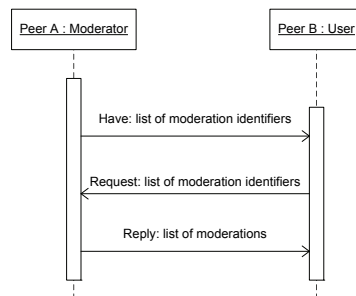 Peer A : Moderator
Peer B : User
Have: list of moderation identifiers
Request: list of moderation identifiers
Reply: list of moderations